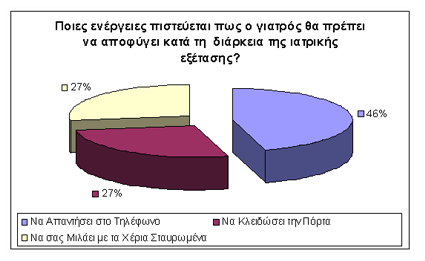 Ποιες ενέργειες πιστεύεται πως ο γιατρός θα πρέπει
να αποφύγει κατά τη διάρκεια της ιατρικής
εξέτασης?
27%
46%
27%
Να Απαντήσει στο Τηλέφωνο
Να Κλειδώσει την Πόρτα
Να σας Μιλάει με τα Χέρια Σταυρωμένα